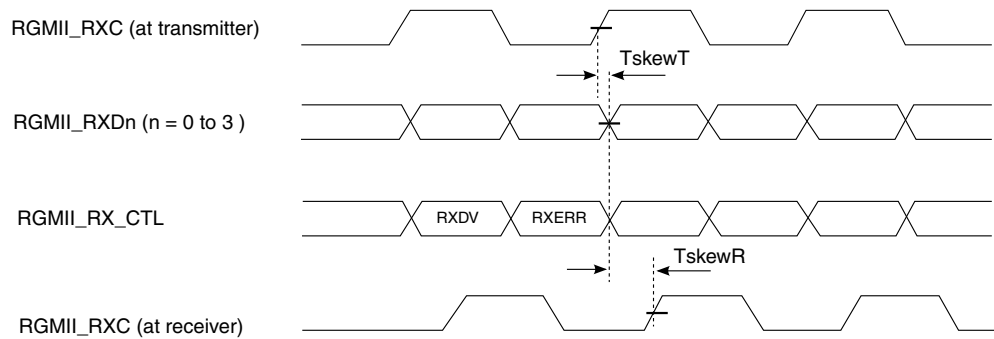 RGMII_RXC (at transmitter)
TskewT
RGMII_RXDn (n = 0 to 3 )
RGMII_RX_CTL
RXDV
RXERR
TskewR
RGMII_RXC (at receiver)